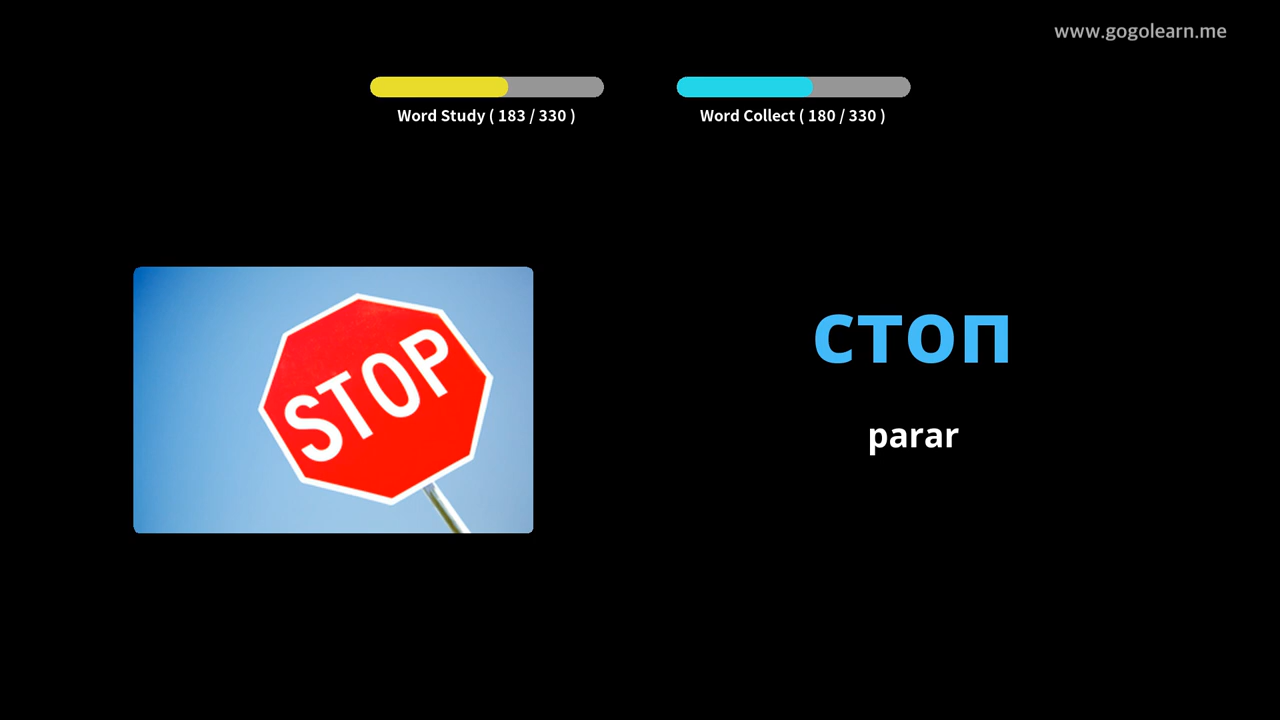 www.gogolearn.me
Word Study ( 183 / 330 )
Word Collect ( 180 / 330 )
STOP
стоп
parar